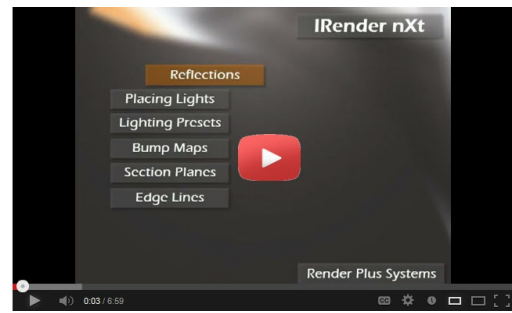 IRender nXt
Reflections
Placing Lights
Lighting Presets
Bump Maps
Section Planes
Edge Lines
Render Plus Systems
0:03 / 6:59
CC